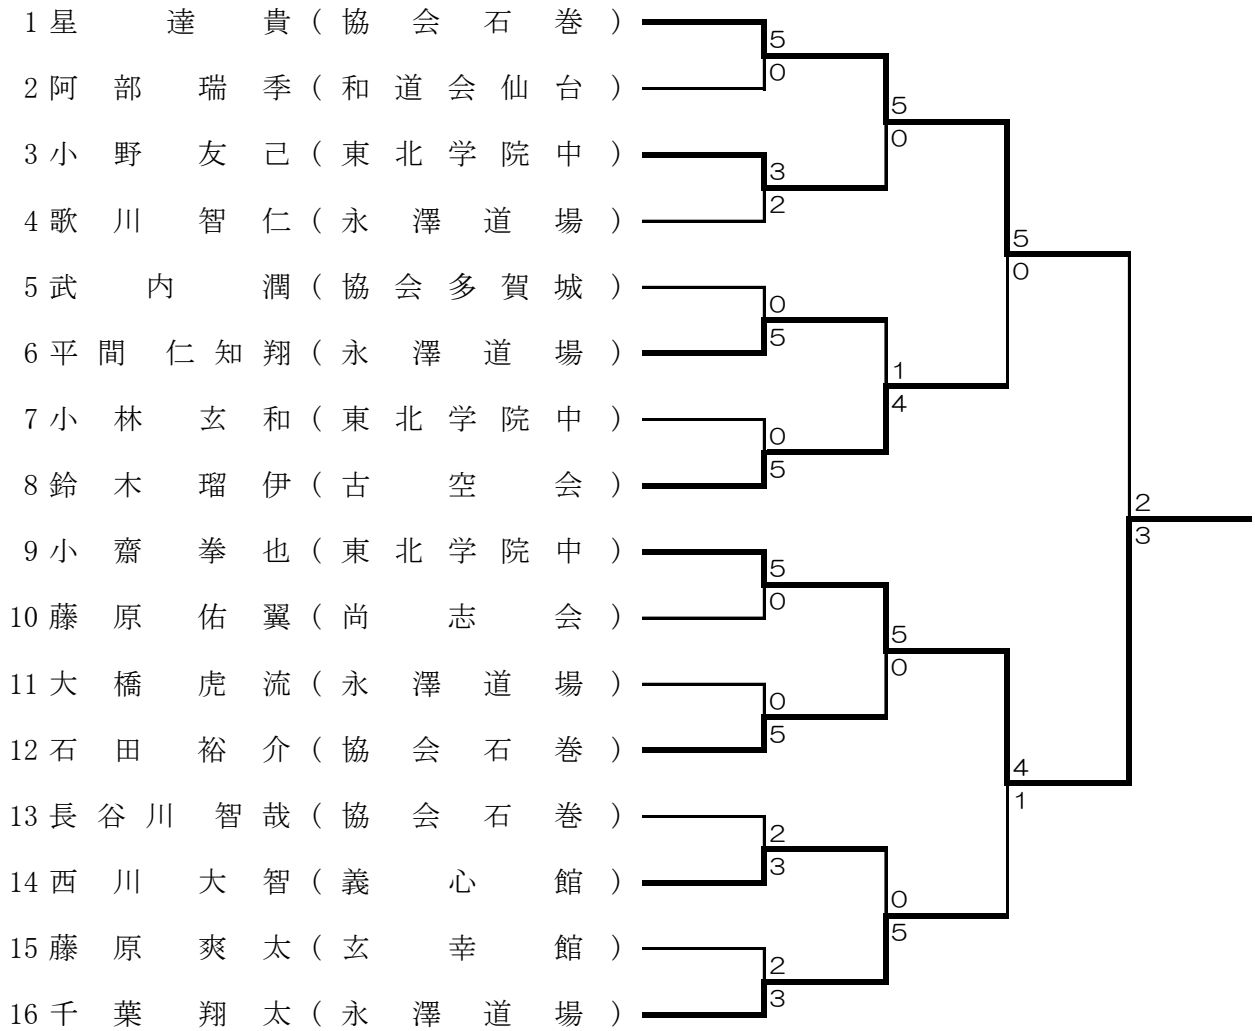 1 星達貴（協会石巻）
5
2 阿部瑞季（和道会仙台）
0
5
3 小野友己（東北学院中）
0
3
4 歌川智仁（永澤道場）
2
5
0
5 武内潤（協会多賀城）
0
6 平間仁知翔（永澤道場）
5
1
4
7 小林玄和（東北学院中）
0
8 鈴木瑠伊（古空会）
5
2
3
9 小齋拳也（東北学院中）
5
10 藤原佑翼（尚志会）
0
5
0
11 大橋虎流（永澤道場）
0
12 石田裕介（協会石巻）
5
4
1
13 長谷川智哉（協会石巻）
2
14 西川大智（義心館）
3
0
5
15 藤原爽太（玄幸館）
2
16 千葉翔太（永澤道場）
3